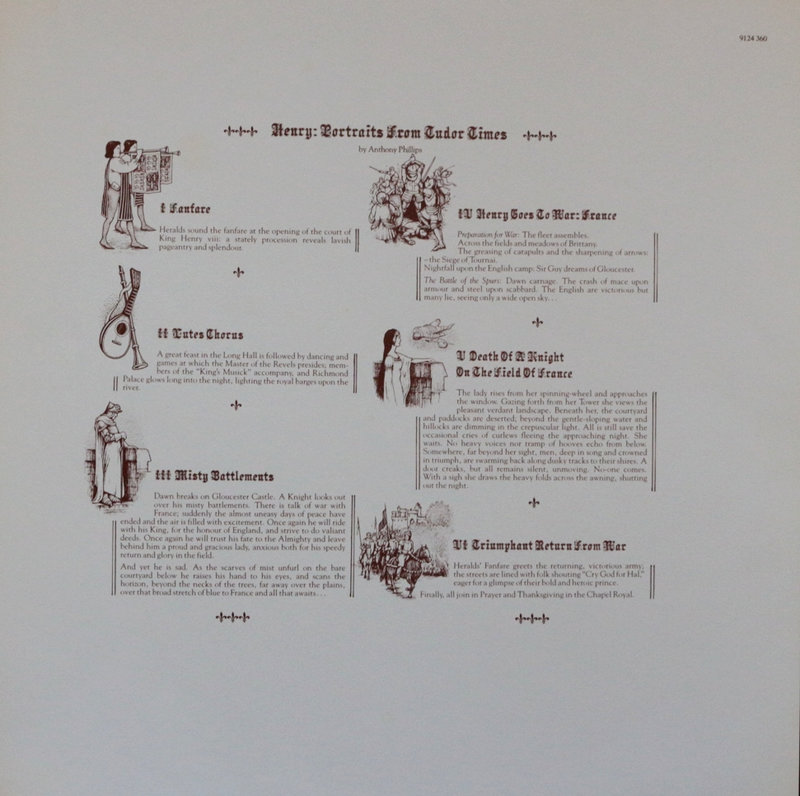 9124 360
Henry: Portraits From Tudor Times
by Anthony Phillips
I Fanfare
Heralds sound the fanfare at the opening of the court of
King Henry viii: a stately procession reveals lavish
pageantry and splendour.
II Lutes Chorus
A great feast in the Long Hall is followed by dancing and
games at which the Master of the Revels presides; mem-
bers of the "King's Musick" accompany, and Richmond
Palace glows long into the night, lighting the royal barges upon the
river.
III Misty Battlements
Dawn breaks on Gloucester Castle. A Knight looks out
over his misty battlements. There is talk of war with
France; suddenly the almost uneasy days of peace have
ended and the air is filled with excitement. Once again he will ride
with his King, for the honour of England, and strive to do valiant
deeds. Once again he will trust his fate to the Almighty and leave
behind him a proud and gracious lady, anxious both for his speedy
return and glory in the field.
And yet he is sad. As the scarves of mist unfurl on the bare
courtyard below he raises his hand to his eyes, and scans the
horizon, beyond the necks of the trees, far away over the plains,
over that broad stretch of blue to France and all that awaits...
IV Henry Goes To War: France
Preparation for War: The fleet assembles.
Across the fields and meadows of Brittany.
The greasing of catapults and the sharpening of arrows:
–the Siege of Tournai.
Nightfall upon the English camp: Sir Guy dreams of Gloucester.
The Battle of the Spurs: Dawn carnage. The crash of mace upon
armour and steel upon scabbard. The English are victorious but
many lie, seeing only a wide open sky...
V Death Of A Knight
On The Field Of France
The lady rises from her spinning-wheel and approaches
the window. Gazing forth from her Tower she views the
pleasant verdant landscape. Beneath her, the courtyard
and paddocks are deserted; beyond the gentle-sloping water and
hillocks are dimming in the crepuscular light. All is still save the
occasional cries of curlews fleeing the approaching night. She
waits. No heavy voices nor tramp of hooves echo from below.
Somewhere, far beyond her sight, men, deep in song and crowned
in triumph, are swarming back along dusky tracks to their shires. A
door creaks, but all remains silent, unmoving. No-one comes.
With a sigh she draws the heavy folds across the awning, shutting
out the night.
VI Triumphant Return From War
Heralds' Fanfare greets the returning, victorious army;
the streets are lined with folk shouting "Cry God for Hal,"
eager for a glimpse of their bold and heroic prince.
Finally, all join in Prayer and Thanksgiving in the Chapel Royal.